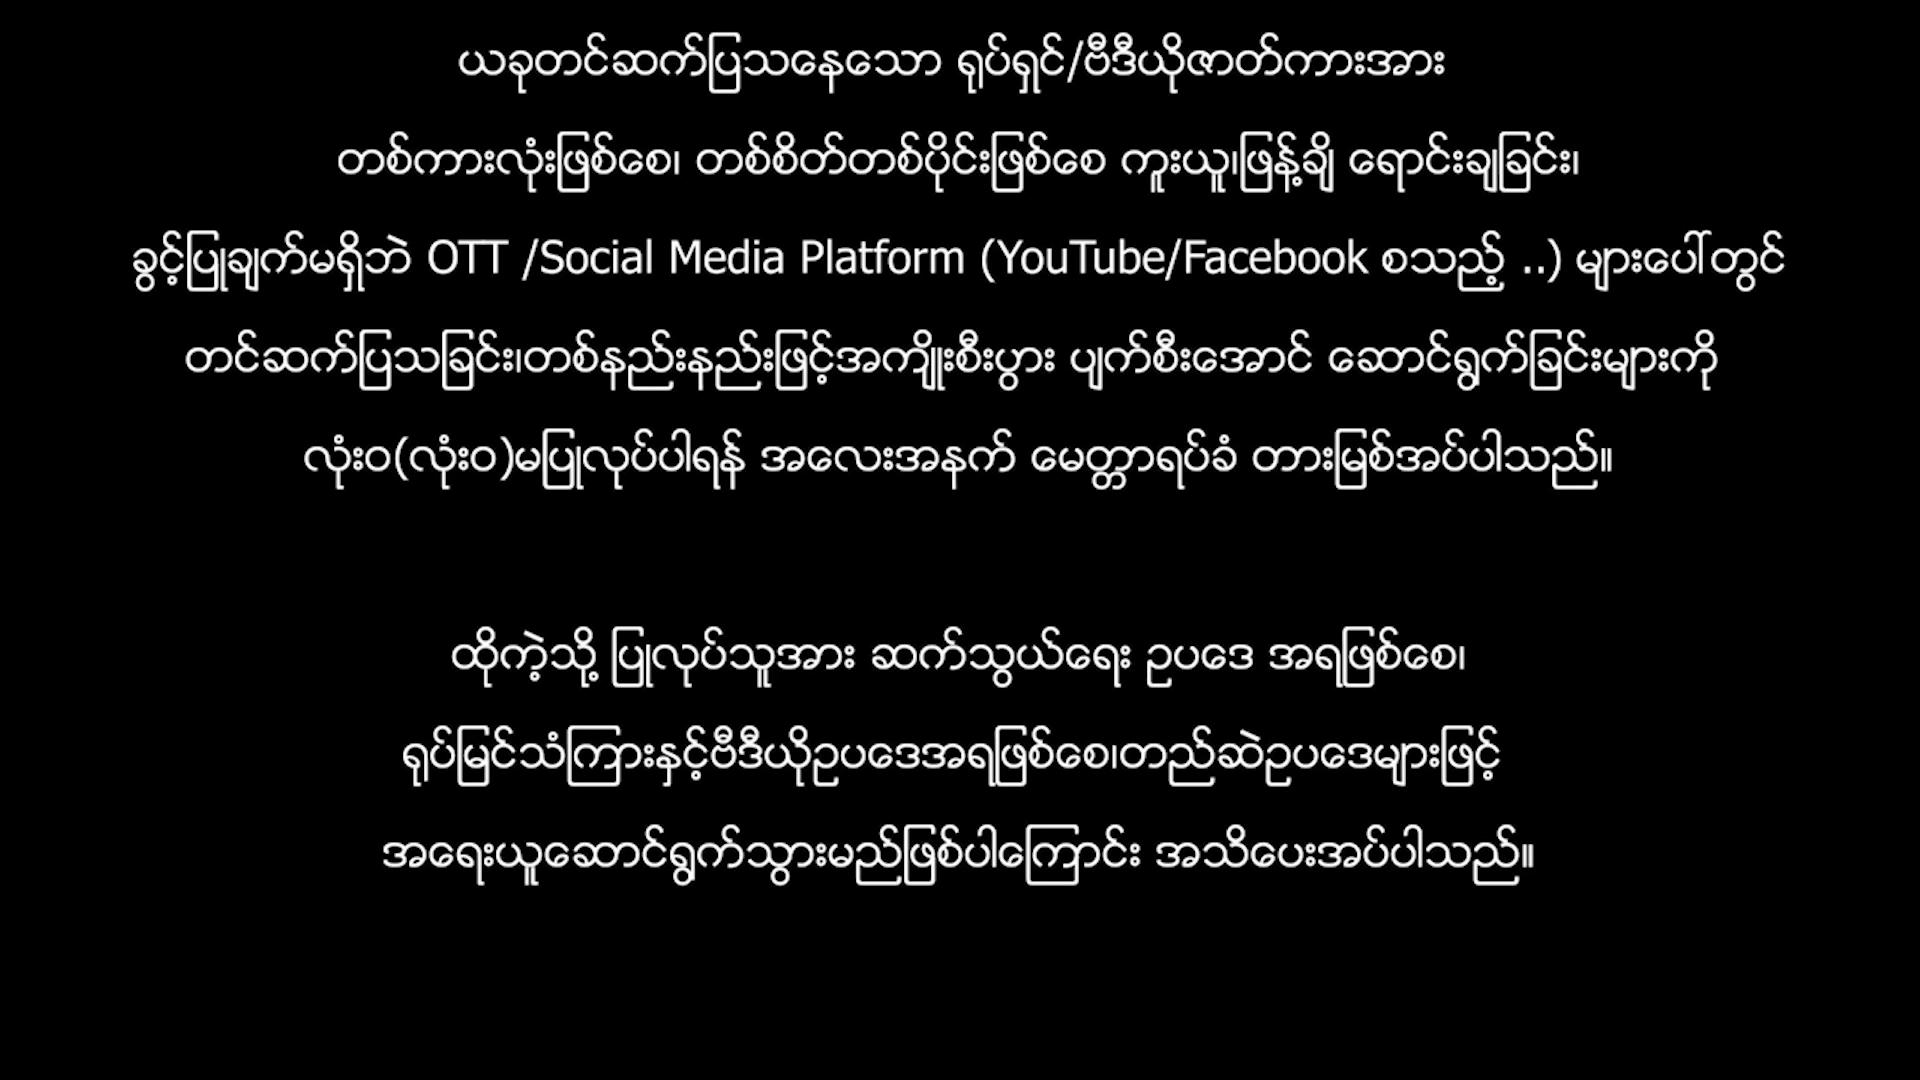 ယခုတင်ဆက်ပြသနေသော ရုပ်ရှင်/ဗီဒီယိုဇာတ်ကားအား
တစ်ကားလုံးဖြစ်စေ၊ တစ်စိတ်တစ်ပိုင်းဖြစ်စေ ကူးယူ၊ဖြန့်ချိ ရောင်းချခြင်း၊
ခွင့်ပြုချက်မရှိဘဲ OTT /Social Media Platform (YouTube/Facebook စသည့် ..) များပေါ်တွင်
တင်ဆက်ပြသခြင်း၊တစ်နည်းနည်းဖြင့်အကျိုးစီးပွား ပျက်စီးအောင် ဆောင်ရွက်ခြင်းများကို
လုံးဝ(လုံးဝ)မပြုလုပ်ပါရန် အလေးအနက် မေတ္တာရပ်ခံ တားမြစ်အပ်ပါသည်။
ထိုကဲ့သို့ ပြုလုပ်သူအား ဆက်သွယ်ရေး ဥပဒေ အရဖြစ်စေ၊
ရုပ်မြင်သံကြားနှင့်ဗီဒီယိုဥပဒေအရဖြစ်စေ၊တည်ဆဲဥပဒေများဖြင့်
အရေးယူဆောင်ရွက်သွားမည်ဖြစ်ပါကြောင်း အသိပေးအပ်ပါသည်။